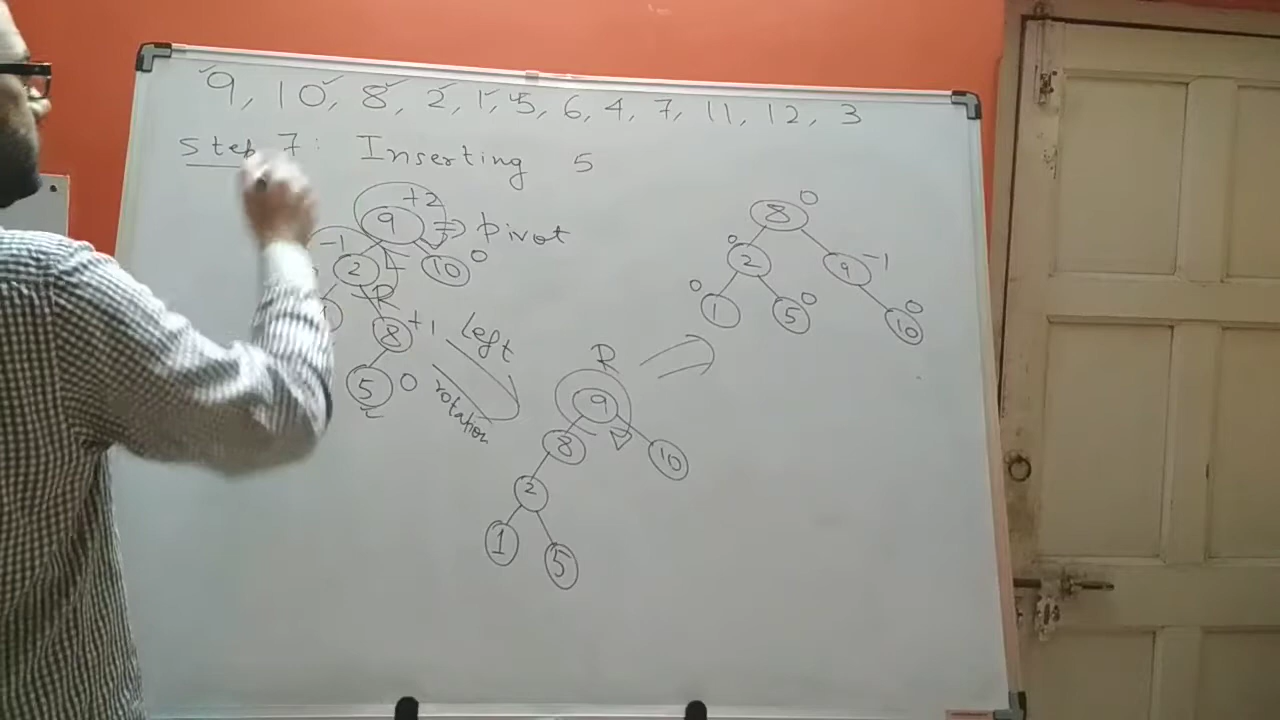 9, 10, 8, 2, 1, 5, 6, 4, 7, 11, 12, 3
Step 7: Inserting 5
+2
9 ⇒ pivot
-1
2 L 10 0
R
8 +1
5 0
Left
rotation
R
9
8 10
2
1 5
8 0
0 2 9 -1
0 1 5 0 10 0